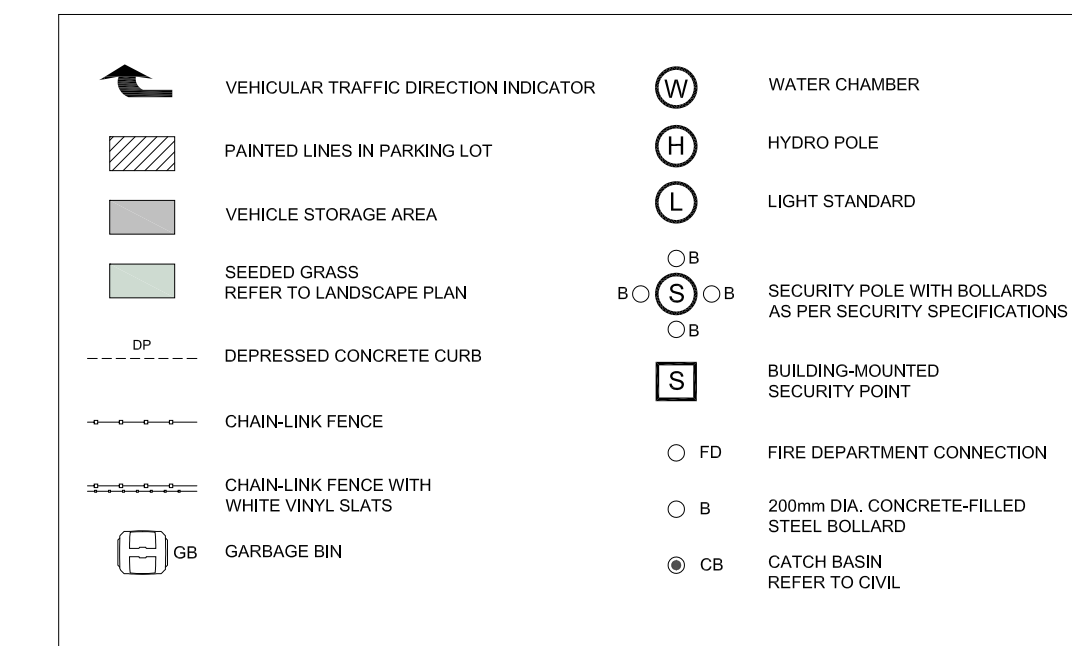 VEHICULAR TRAFFIC DIRECTION INDICATOR
PAINTED LINES IN PARKING LOT
VEHICLE STORAGE AREA
SEEDED GRASS
REFER TO LANDSCAPE PLAN
DP
DEPRESSED CONCRETE CURB
CHAIN-LINK FENCE
CHAIN-LINK FENCE WITH
WHITE VINYL SLATS
GB GARBAGE BIN
W WATER CHAMBER
H HYDRO POLE
L LIGHT STANDARD
B
B S B
B
SECURITY POLE WITH BOLLARDS
AS PER SECURITY SPECIFICATIONS
S
BUILDING-MOUNTED
SECURITY POINT
FD FIRE DEPARTMENT CONNECTION
B 200mm DIA. CONCRETE-FILLED
STEEL BOLLARD
CB CATCH BASIN
REFER TO CIVIL